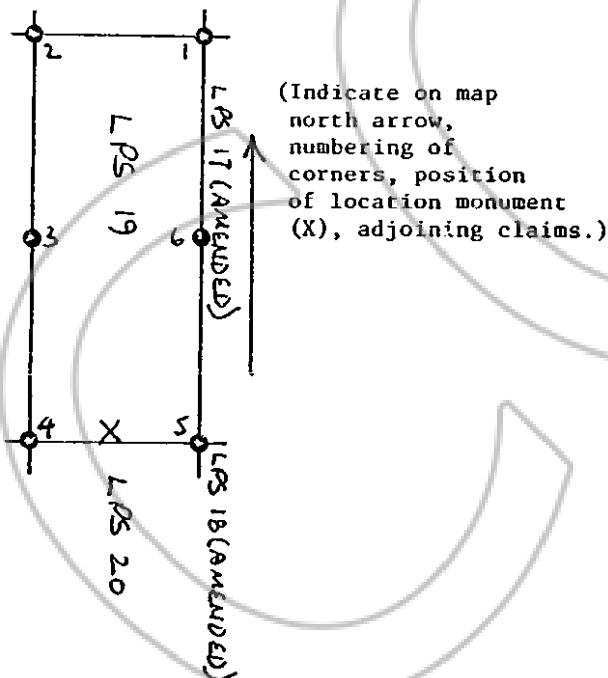 2
1
LPS 19
LPS 17 (AMENDED)
(Indicate on map
north arrow,
numbering of
corners, position
of location monument
(X), adjoining claims.)
3
6
4
X
5
LPS 20
LPS 18 (AMENDED)